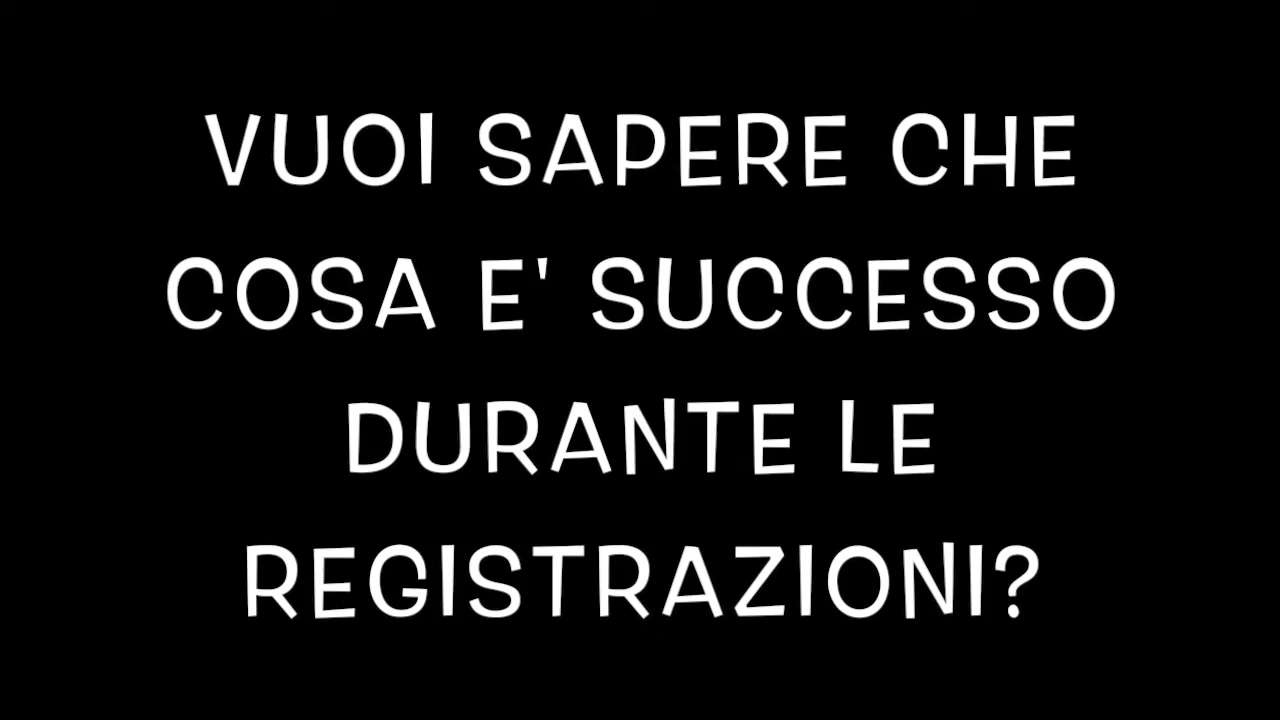 VUOI SAPERE CHE
COSA E' SUCCESSO
DURANTE LE
REGISTRAZIONI?